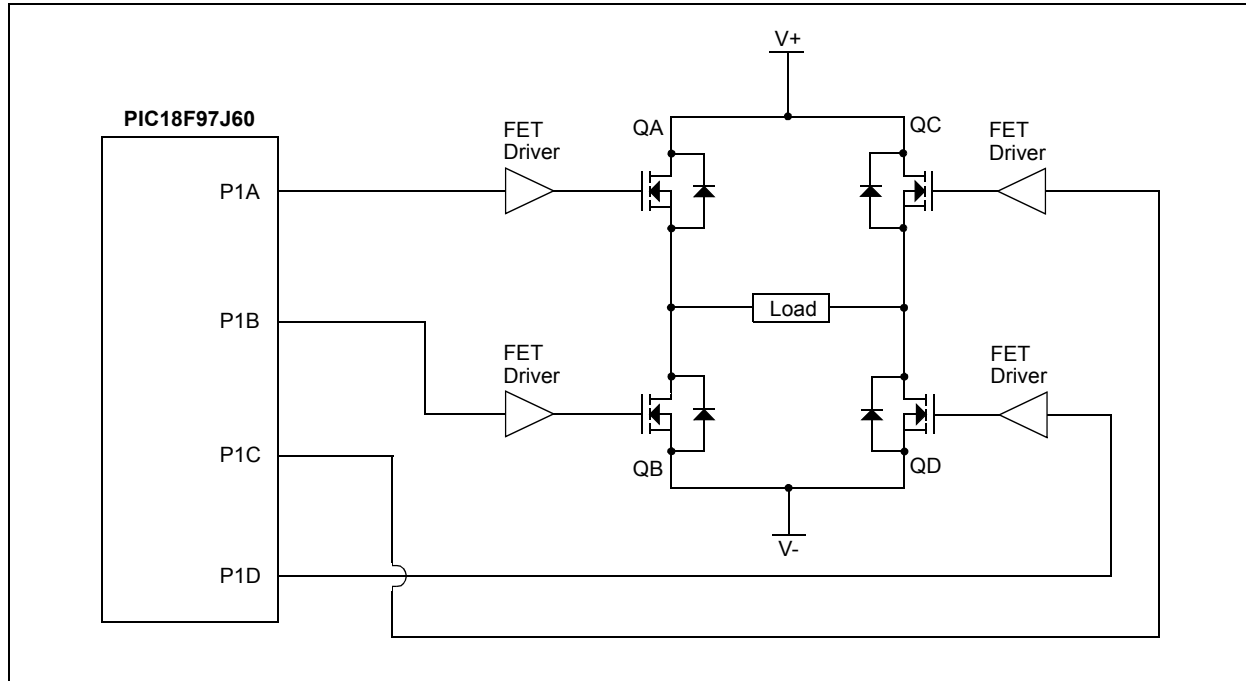 V+
PIC18F97J60
QA
QC
FET
Driver
FET
Driver
P1A
Load
P1B
FET
Driver
FET
Driver
P1C
QB
QD
V-
P1D